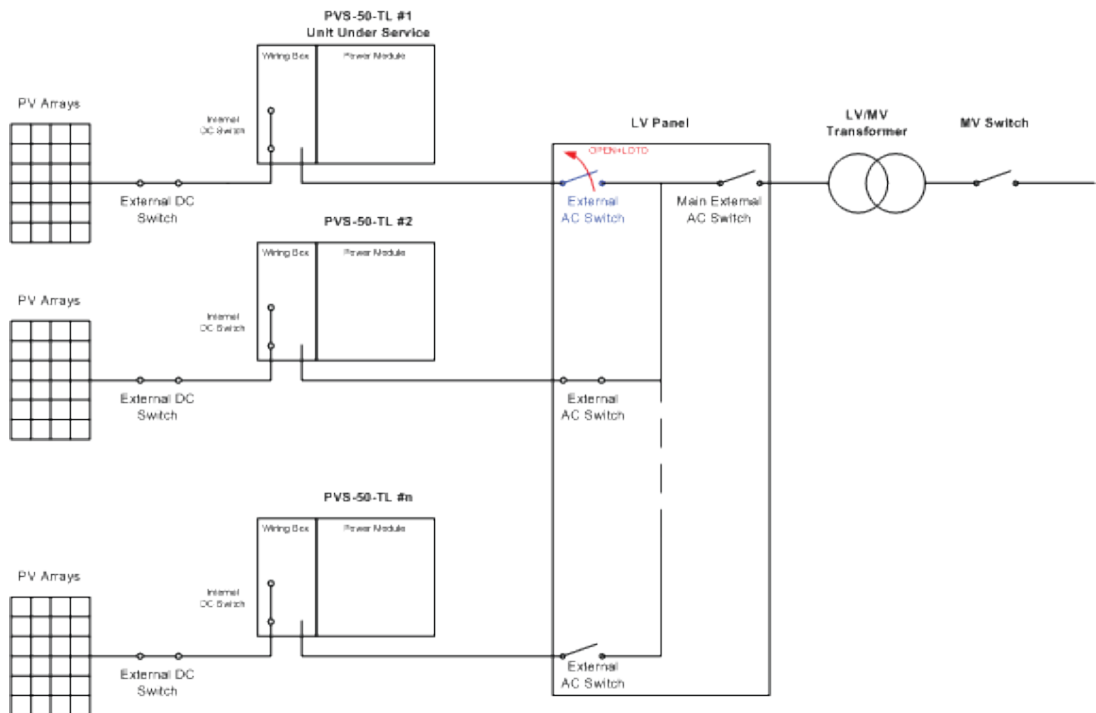 PVS-50-TL #1
Unit Under Service
Wiring Box
Power Module
PV Arrays
Internal
DC Switch
External DC
Switch
LV Panel
OPEN+LOTO
External
AC Switch
Main External
AC Switch
LV/MV
Transformer
MV Switch
PVS-50-TL #2
Wiring Box
Power Module
PV Arrays
Internal
DC Switch
External DC
Switch
External
AC Switch
PVS-50-TL #n
Wiring Box
Power Module
PV Arrays
Internal
DC Switch
External DC
Switch
External
AC Switch